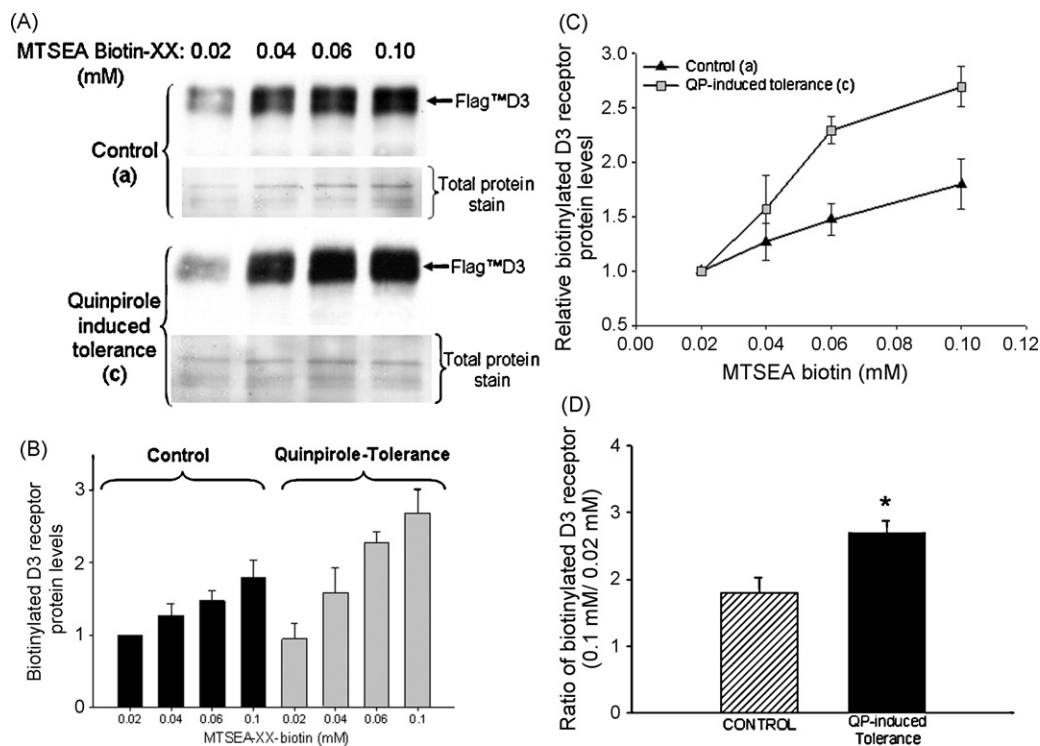 (A)
MTSEA Biotin-XX: 0.02 0.04 0.06 0.10
(mM)
Flag™D3
Control
(a)
Total protein
stain
Flag™D3
Quinpirole
induced
tolerance
(c)
Total protein
stain
(B)
Control
Quinpirole-Tolerance
Biotinylated D3 receptor
protein levels
3
2
1
0
0.02 0.04 0.06 0.1 0.02 0.04 0.06 0.1
MTSEA-XX-biotin (mM)
(C)
Relative biotinylated D3 receptor
protein levesl
3.0
2.5
2.0
1.5
1.0
0.5
Control (a)
QP-induced tolerance (c)
0.00 0.02 0.04 0.06 0.08 0.10 0.12
MTSEA biotin (mM)
(D)
Ratio of biotinylated D3 receptor
(0.1 mM/ 0.02 mM)
4
3
2
1
0
*
CONTROL
QP-induced
Tolerance